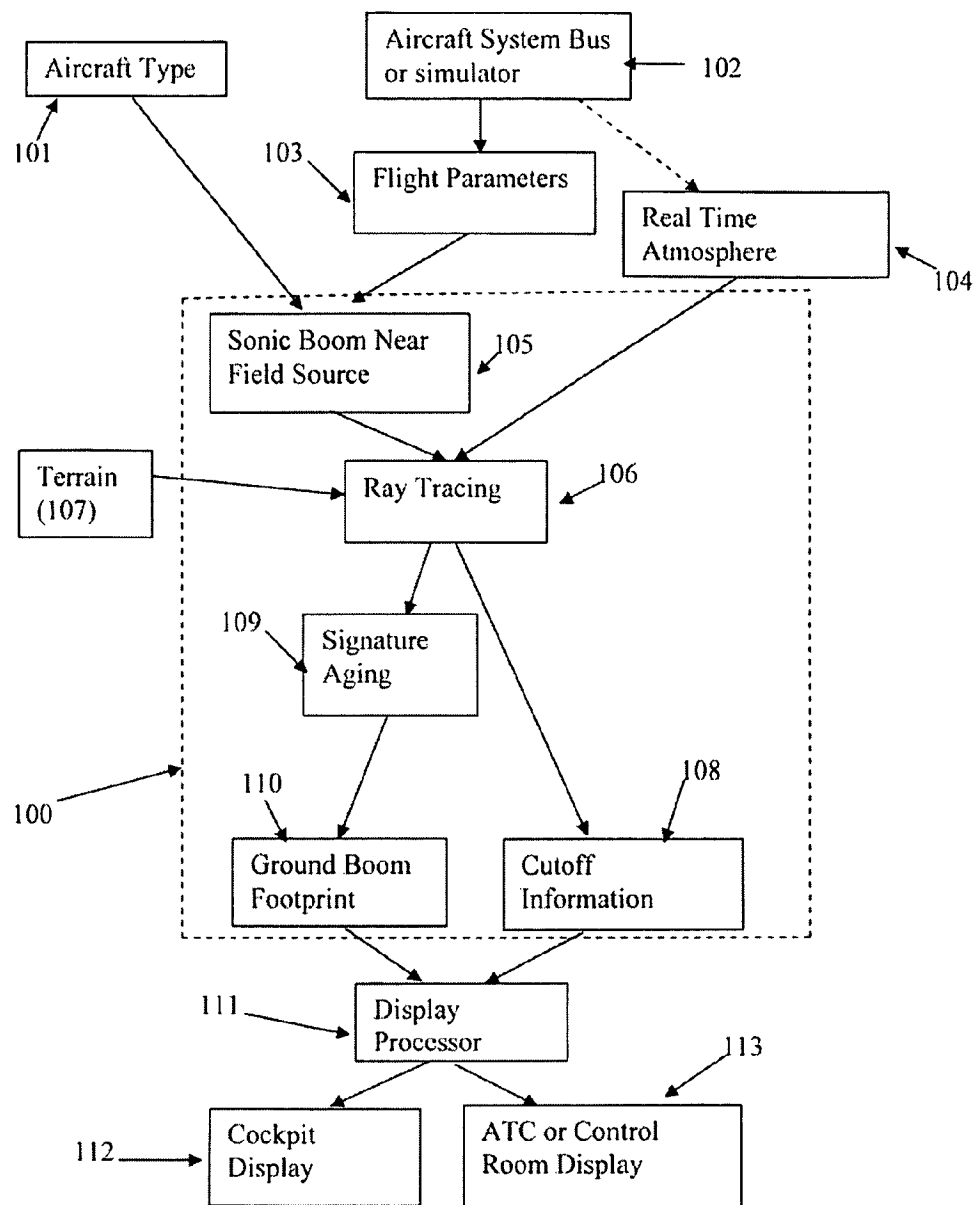 Aircraft Type
Aircraft System Bus
or simulator
102
101
103
Flight Parameters
Real Time
Atmosphere
104
Sonic Boom Near
Field Source
105
Terrain
(107)
Ray Tracing
106
109
Signature
Aging
100
110
108
Ground Boom
Footprint
Cutoff
Information
111
Display
Processor
113
112
Cockpit
Display
ATC or Control
Room Display